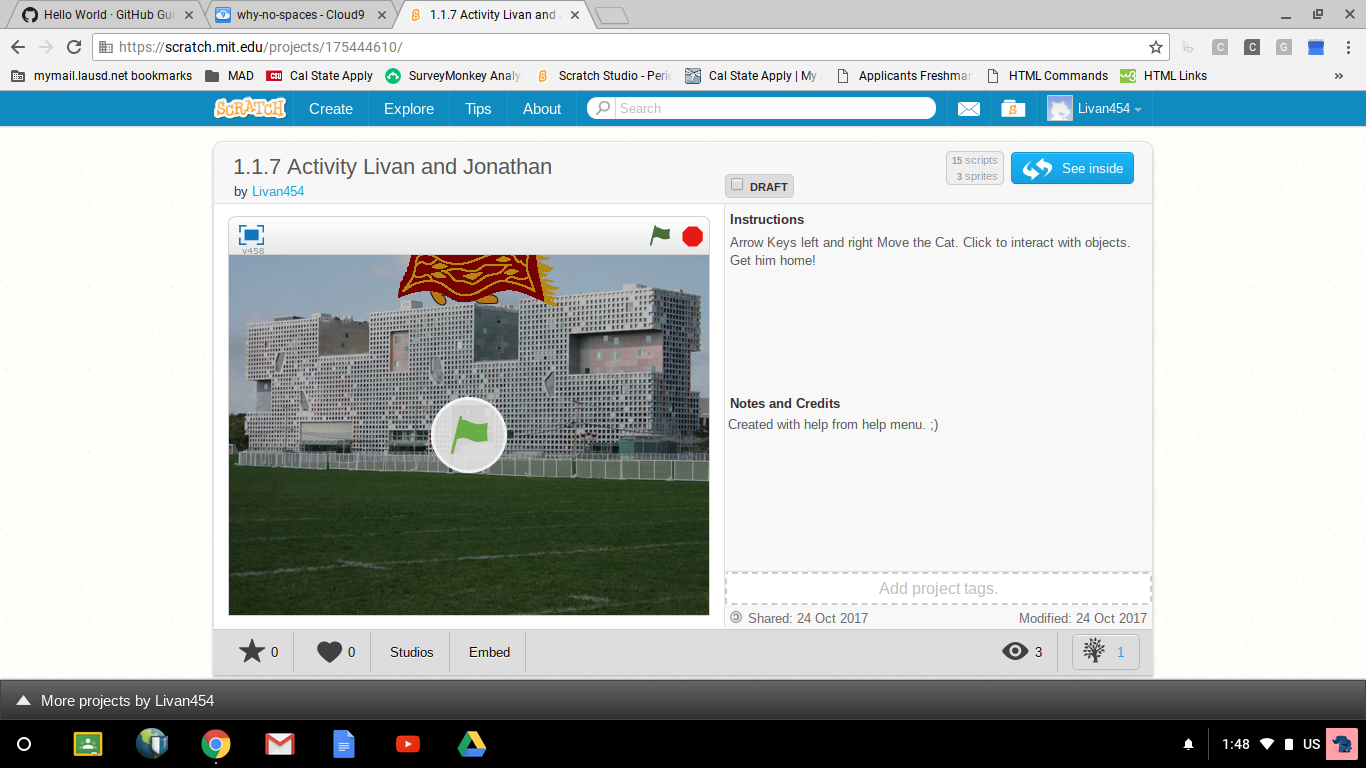 Hello World · GitHub Gui
why-no-spaces - Cloud9
1.1.7 Activity Livan and J
https://scratch.mit.edu/projects/175444610/
C C G
mymail.lausd.net bookmarks MAD CSU Cal State Apply SurveyMonkey Analy Scratch Studio - Perio Cal State Apply | My A Applicants Freshman HTML Commands w3 HTML Links »
SCRATCH Create Explore Tips About Search Livan454
1.1.7 Activity Livan and Jonathan
by Livan454
DRAFT
15 scripts
3 sprites
See inside
v458
Instructions
Arrow Keys left and right Move the Cat. Click to interact with objects.
Get him home!
Notes and Credits
Created with help from help menu. ;)
Add project tags.
Shared: 24 Oct 2017 Modified: 24 Oct 2017
0 0 Studios Embed 3 1
More projects by Livan454
1:48 US